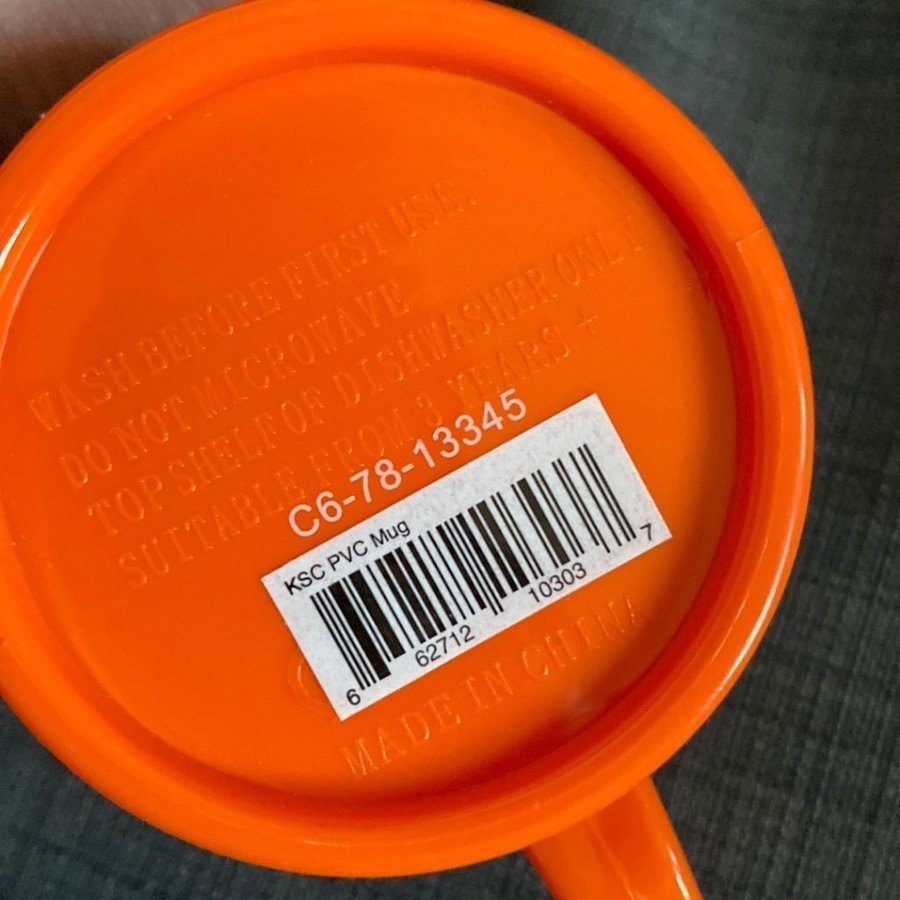 WASH BEFORE FIRST USE.
DO NOT MICROWAVE
TOP SHELF OF DISHWASHER ONLY
SUITABLE FROM 3 YEARS +
C6-78-13345
KSC PVC Mug
6 62712 10303 7
MADE IN CHINA